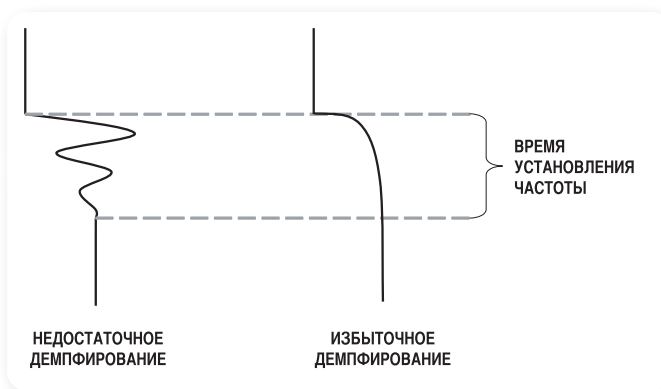 ВРЕМЯ
УСТАНОВЛЕНИЯ
ЧАСТОТЫ
НЕДОСТАТОЧНОЕ
ДЕМПФИРОВАНИЕ
ИЗБЫТОЧНОЕ
ДЕМПФИРОВАНИЕ